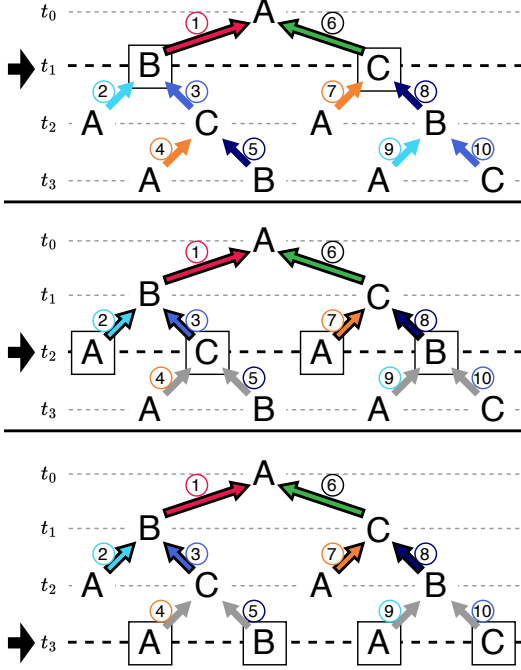 t0 A
① ⑥
t1 B C
② ③ ⑦ ⑧
t2 A C A B
④ ⑤ ⑨ ⑩
t3 A B A C
t0 A
① ⑥
t1 B C
② ③ ⑦ ⑧
t2 A C A B
④ ⑤ ⑨ ⑩
t3 A B A C
t0 A
① ⑥
t1 B C
② ③ ⑦ ⑧
t2 A C A B
④ ⑤ ⑨ ⑩
t3 A B A C